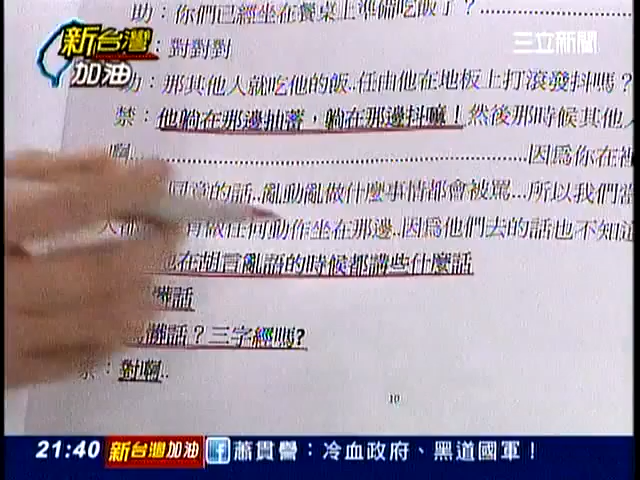 助：你們已經坐在餐桌上準備吃飯了？
新台灣
加油
：對對對
三立新聞
：那其他人就吃他的飯..任由他在地板上打滾發抖嗎？
禁：他躺在那邊抽蓄，躺在那邊抖嘛！然後那時候其他人
啊......因為你在裡
同意的話..亂動亂做什麼事情都會被罵...所以我們當
人都 有做任何動作坐在那邊..因為他們去的話也不知道
他在胡言亂語的時候都講些什麼話
髒話
髒話？三字經嗎?
禁：對啊..
10
21:40 新台灣加油 f 蕭貫譽：冷血政府、黑道國軍！